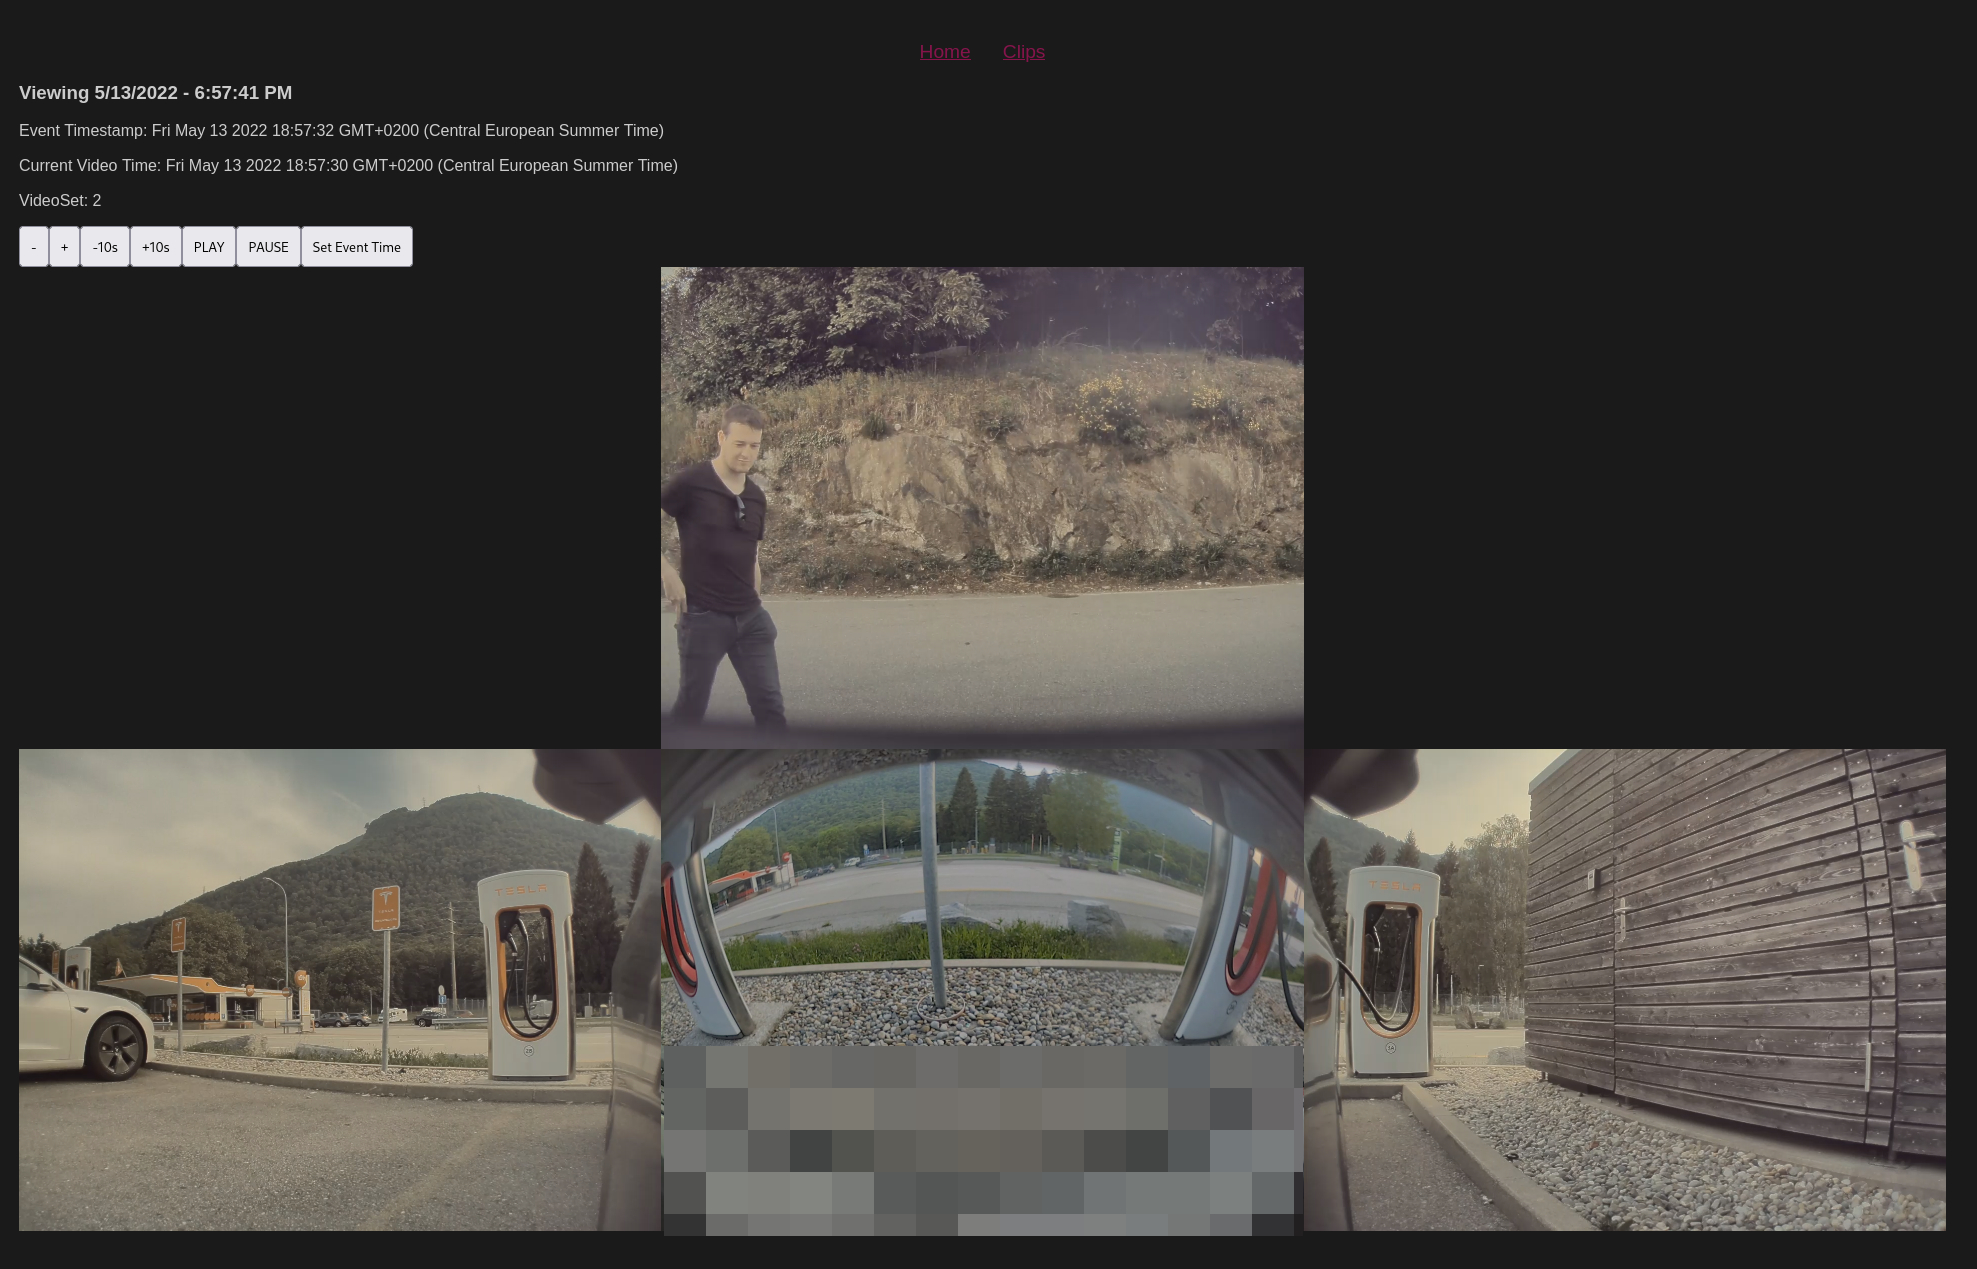 Home Clips
Viewing 5/13/2022 - 6:57:41 PM
Event Timestamp: Fri May 13 2022 18:57:32 GMT+0200 (Central European Summer Time)
Current Video Time: Fri May 13 2022 18:57:30 GMT+0200 (Central European Summer Time)
VideoSet: 2
- + -10s +10s PLAY PAUSE Set Event Time
TESLA
TESLA